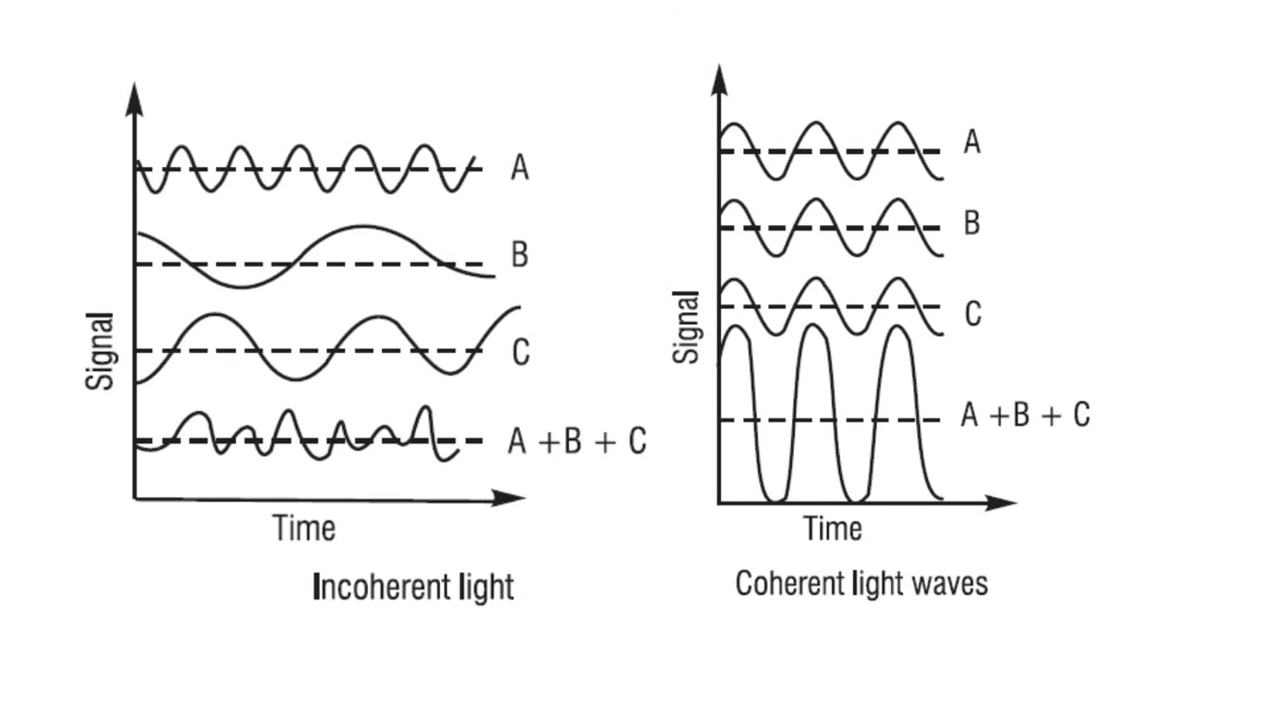 Signal
A
B
C
A +B + C
Time
Incoherent light
Signal
A
B
C
A +B + C
Time
Coherent light waves